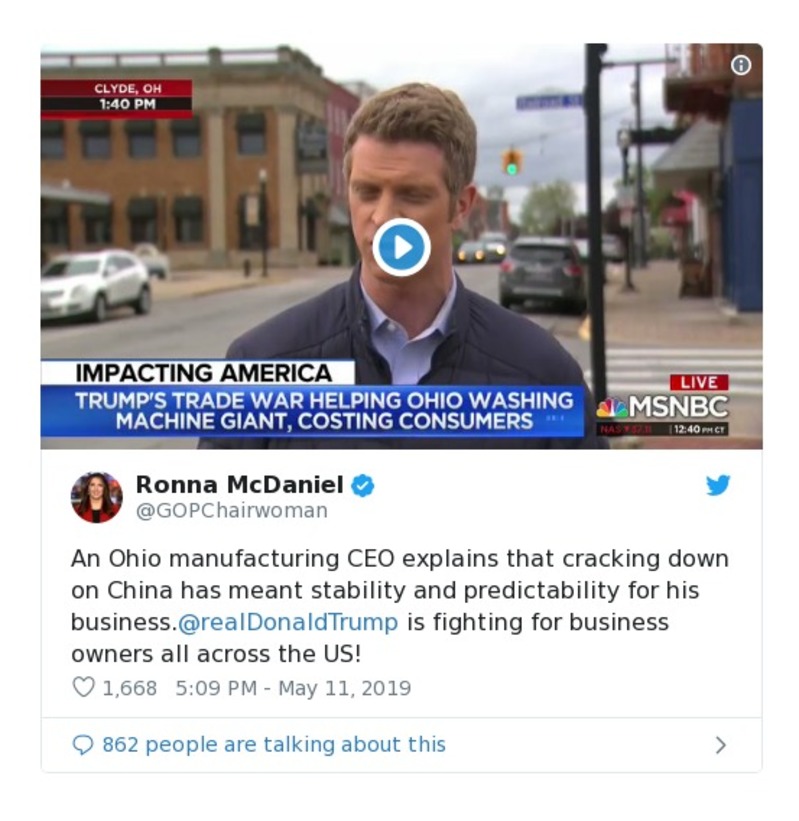 CLYDE, OH
1:40 PM
IMPACTING AMERICA
TRUMP'S TRADE WAR HELPING OHIO WASHING
MACHINE GIANT, COSTING CONSUMERS
LIVE
MSNBC
12:40 PM CT
Ronna McDaniel
@GOPChairwoman
An Ohio manufacturing CEO explains that cracking down
on China has meant stability and predictability for his
business.@realDonaldTrump is fighting for business
owners all across the US!
1,668 5:09 PM - May 11, 2019
862 people are talking about this